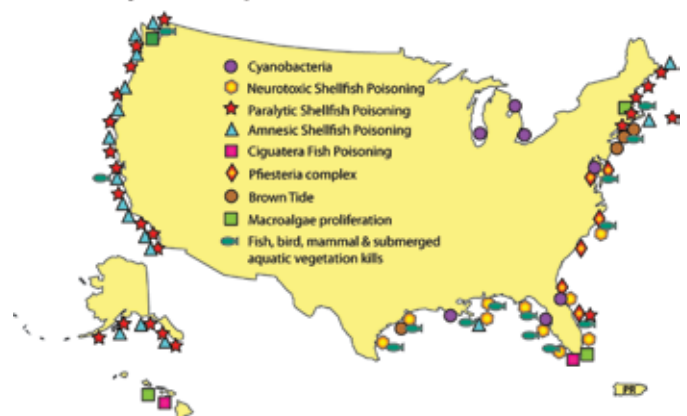 Cyanobacteria
Neurotoxic Shellfish Poisoning
Paralytic Shellfish Poisoning
Amnesic Shellfish Poisoning
Ciguatera Fish Poisoning
Pfiesteria complex
Brown Tide
Macroalgae proliferation
Fish, bird, mammal & submerged
aquatic vegetation kills
PR